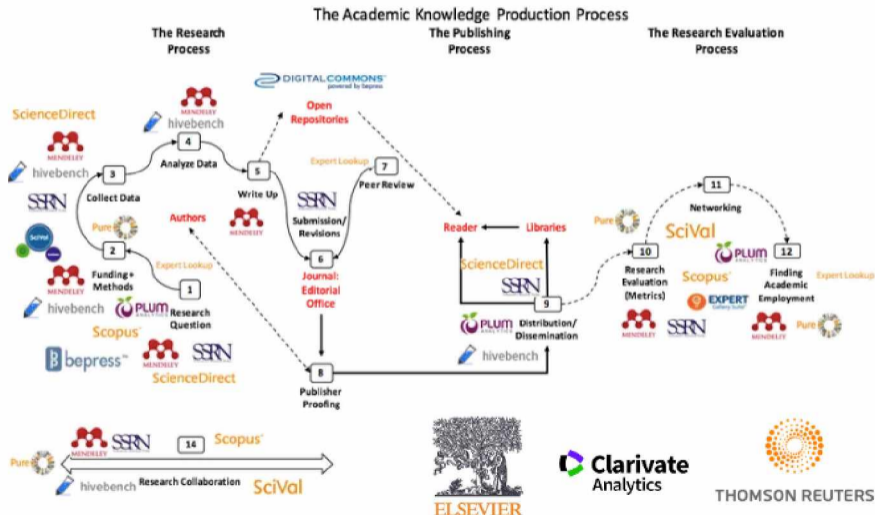 The Academic Knowledge Production Process
The Research
Process
The Publishing
Process
The Research Evaluation
Process
DIGITALCOMMONS™
powered by bepress
ScienceDirect
MENDELEY
hivebench
MENDELEY
hivebench
4
Analyze Data
Open
Repositories
3
Collect Data
5
Write Up
MENDELEY
Expert Lookup
7
Peer Review
SSRN
Submission/
Revisions
SSRN
Authors
Pure
SciVal
2
Funding+
Methods
Expert Lookup
MENDELEY
hivebench
1
Research
Question
PLUM
ANALYTICS
Scopus
bepress™
MENDELEY
SSRN
ScienceDirect
6
Journal:
Editorial
Office
8
Publisher
Proofing
Reader
Libraries
ScienceDirect
SSRN
9
Distribution/
Dissemination
PLUM
ANALYTICS
hivebench
Pure
10
Research
Evaluation
(Metrics)
MENDELEY
SSRN
11
Networking
SciVal
PLUM
ANALYTICS
Scopus
EXPERT
12
Finding
Academic
Employment
Expert Lookup
MENDELEY
Pure
MENDELEY
SSRN
14
Scopus
Pure
hivebench
Research Collaboration
SciVal
ELSEVIER
Clarivate
Analytics
THOMSON REUTERS